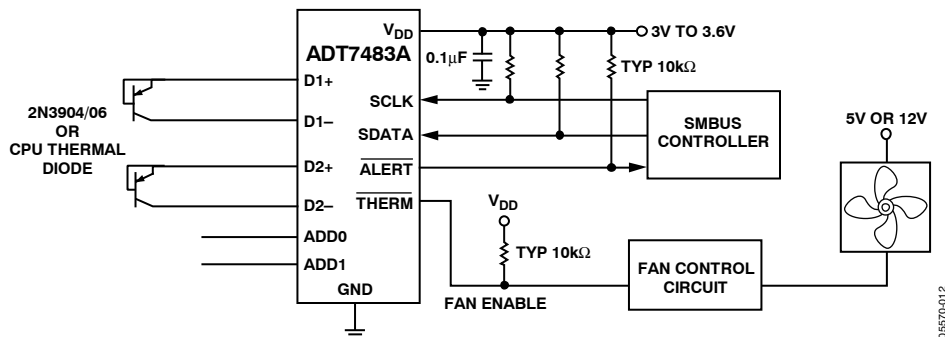 VDD
ADT7483A
D1+
D1–
D2+
D2–
ADD0
ADD1
GND
SCLK
SDATA
ALERT
THERM
2N3904/06
OR
CPU THERMAL
DIODE
0.1µF
3V TO 3.6V
TYP 10kΩ
SMBUS
CONTROLLER
5V OR 12V
VDD
TYP 10kΩ
FAN ENABLE
FAN CONTROL
CIRCUIT
05570-012